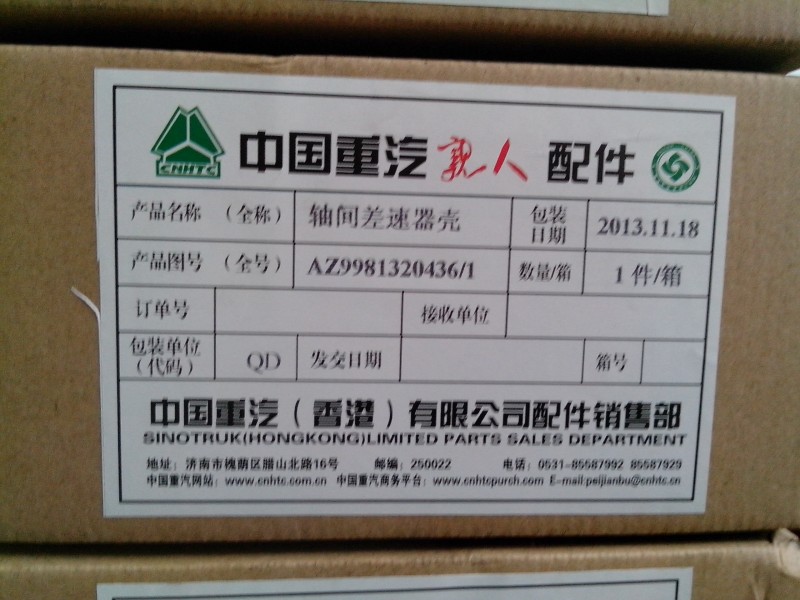 CNHTC 中国重汽 亲人 配件
产品名称 (全称) 轴间差速器壳 包装日期 2013.11.18
产品图号 (全号) AZ9981320436/1 数量/箱 1 件/箱
订单号 接收单位
包装单位(代码) QD 发交日期 箱号
中国重汽(香港)有限公司配件销售部
SINOTRUK(HONGKONG)LIMITED PARTS SALES DEPARTMENT
地址: 济南市槐荫区腊山北路16号 邮编: 250022 电话: 0531-85587992 85587929
中国重汽网站: www.cnhtc.com.cn 中国重汽商务平台: www.cnhtcpurch.com E-mail:peijianbu@cnhtc.cn